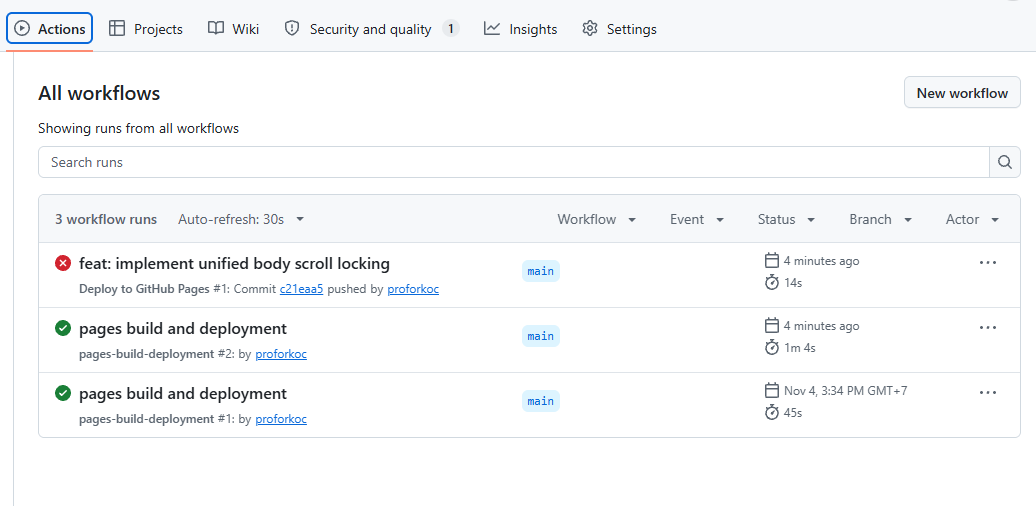 Actions Projects Wiki Security and quality 1 Insights Settings
All workflows New workflow
Showing runs from all workflows
Search runs
3 workflow runs Auto-refresh: 30s Workflow Event Status Branch Actor
feat: implement unified body scroll locking main 4 minutes ago
Deploy to GitHub Pages #1: Commit c21eaa5 pushed by proforkoc 14s
pages build and deployment main 4 minutes ago
pages-build-deployment #2: by proforkoc 1m 4s
pages build and deployment main Nov 4, 3:34 PM GMT+7
pages-build-deployment #1: by proforkoc 45s